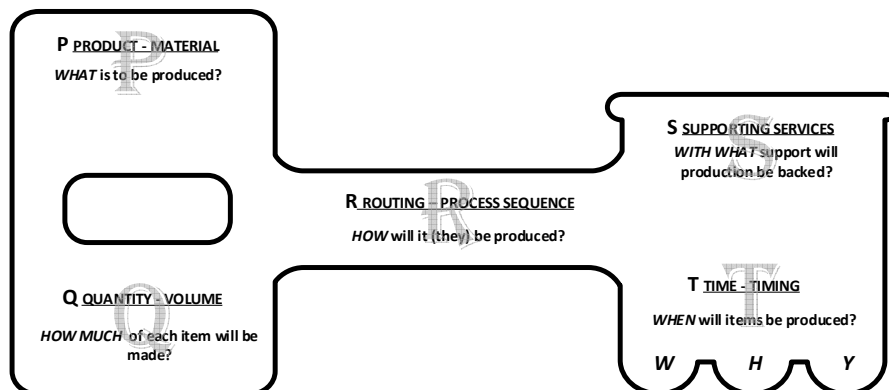 P PRODUCT - MATERIAL
WHAT is to be produced?
Q QUANTITY - VOLUME
HOW MUCH of each item will be
made?
R ROUTING - PROCESS SEQUENCE
HOW will it (they) be produced?
S SUPPORTING SERVICES
WITH WHAT support will
production be backed?
T TIME - TIMING
WHEN will items be produced?
W H Y
P
Q
R
S
T